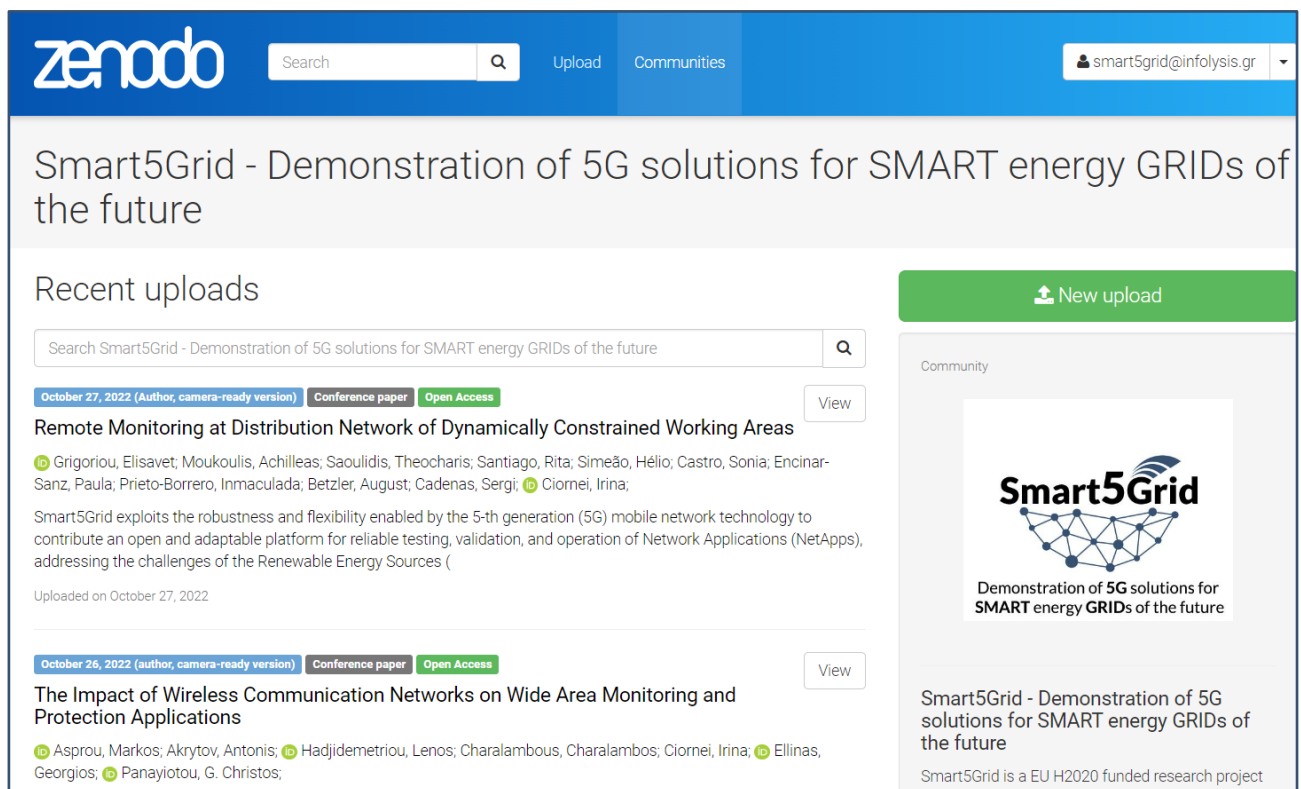 zenodo
Search
Upload
Communities
smart5grid@infolysis.gr
Smart5Grid - Demonstration of 5G solutions for SMART energy GRIDs of
the future
Recent uploads
New upload
Search Smart5Grid - Demonstration of 5G solutions for SMART energy GRIDs of the future
October 27, 2022 (Author, camera-ready version) Conference paper Open Access
View
Remote Monitoring at Distribution Network of Dynamically Constrained Working Areas
iD Grigoriou, Elisavet; Moukoulis, Achilleas; Saoulidis, Theocharis; Santiago, Rita; Simeão, Hélio; Castro, Sonia; Encinar-
Sanz, Paula; Prieto-Borrero, Inmaculada; Betzler, August; Cadenas, Sergi; iD Ciornei, Irina;
Smart5Grid exploits the robustness and flexibility enabled by the 5-th generation (5G) mobile network technology to
contribute an open and adaptable platform for reliable testing, validation, and operation of Network Applications (NetApps),
addressing the challenges of the Renewable Energy Sources (
Uploaded on October 27, 2022
October 26, 2022 (author, camera-ready version) Conference paper Open Access
View
The Impact of Wireless Communication Networks on Wide Area Monitoring and
Protection Applications
iD Asprou, Markos; Akrytov, Antonis; iD Hadjidemetriou, Lenos; Charalambous, Charalambos; Ciornei, Irina; iD Ellinas,
Georgios; iD Panayiotou, G. Christos;
Community
Smart5Grid
Demonstration of 5G solutions for
SMART energy GRIDs of the future
Smart5Grid - Demonstration of 5G
solutions for SMART energy GRIDs of
the future
Smart5Grid is a EU H2020 funded research project